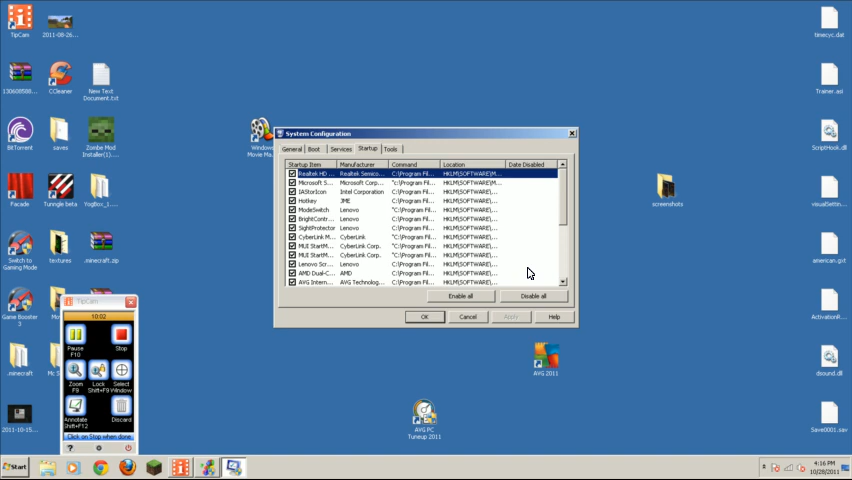 TipCam
2011-08-26...
timecyc.dat
130608588...
CCleaner
New Text
Document.txt
Trainer.asi
BitTorrent
saves
Zombe Mod
Installer(1)...
Windows
Movie Ma...
ScriptHook.dll
Facade
Tunngle beta
YogBox_1...
screenshots
visualSettin...
Switch to
Gaming Mode
textures
.minecraft.zip
american.gxt
Game Booster
3
ActivationR...
.minecraft
Mc S
dsound.dll
2011-10-15...
Save0001.sav
System Configuration
General
Boot
Services
Startup
Tools
Startup Item Manufacturer Command Location Date Disabled
Realtek HD ... Realtek Semico... C:\Program Fil... HKLM\SOFTWARE\M...
Microsoft S... Microsoft Corp... "c:\Program Fil... HKLM\SOFTWARE\...
IAStorIcon Intel Corporation C:\Program Fil... HKLM\SOFTWARE\...
Hotkey JME C:\Program Fil... HKLM\SOFTWARE\...
ModeSwitch Lenovo C:\Program Fil... HKLM\SOFTWARE\...
BrightContr... Lenovo C:\Program Fil... HKLM\SOFTWARE\...
SightProtector Lenovo C:\Program Fil... HKLM\SOFTWARE\...
CyberLink M... CyberLink "C:\Program Fil... HKLM\SOFTWARE\...
MUI StartM... CyberLink Corp. "C:\Program Fil... HKLM\SOFTWARE\...
MUI StartM... CyberLink Corp. "C:\Program Fil... HKLM\SOFTWARE\...
Lenovo Scr... Lenovo C:\Program Fil... HKLM\SOFTWARE\...
AMD Dual-C... AMD C:\Program Fil... HKLM\SOFTWARE\...
AVG Intern... AVG Technolog... C:\Program Fil... HKLM\SOFTWARE\...
Enable all
Disable all
OK
Cancel
Apply
Help
TipCam
10:02
Pause
F10
Stop
Zoom
F9
Lock
Shift+F9
Select
Window
Annotate
Shift+F12
Discard
Click on Stop when done
?
AVG 2011
AVG PC
Tuneup 2011
Start
4:16 PM
10/28/2011